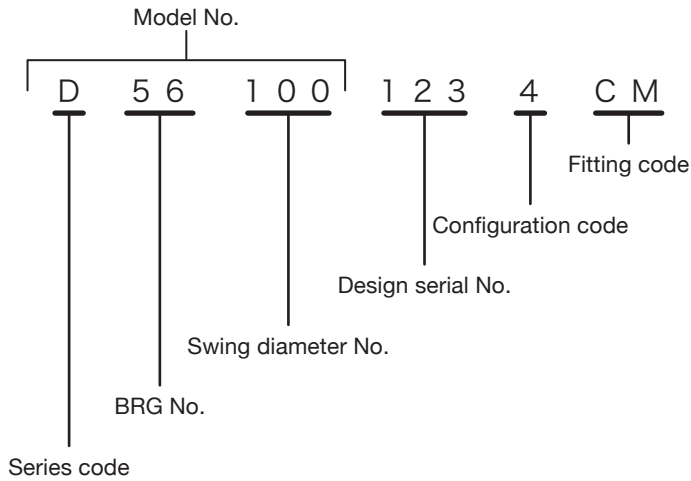 Model No.
D 56 100 123 4 CM
Fitting code
Configuration code
Design serial No.
Swing diameter No.
BRG No.
Series code